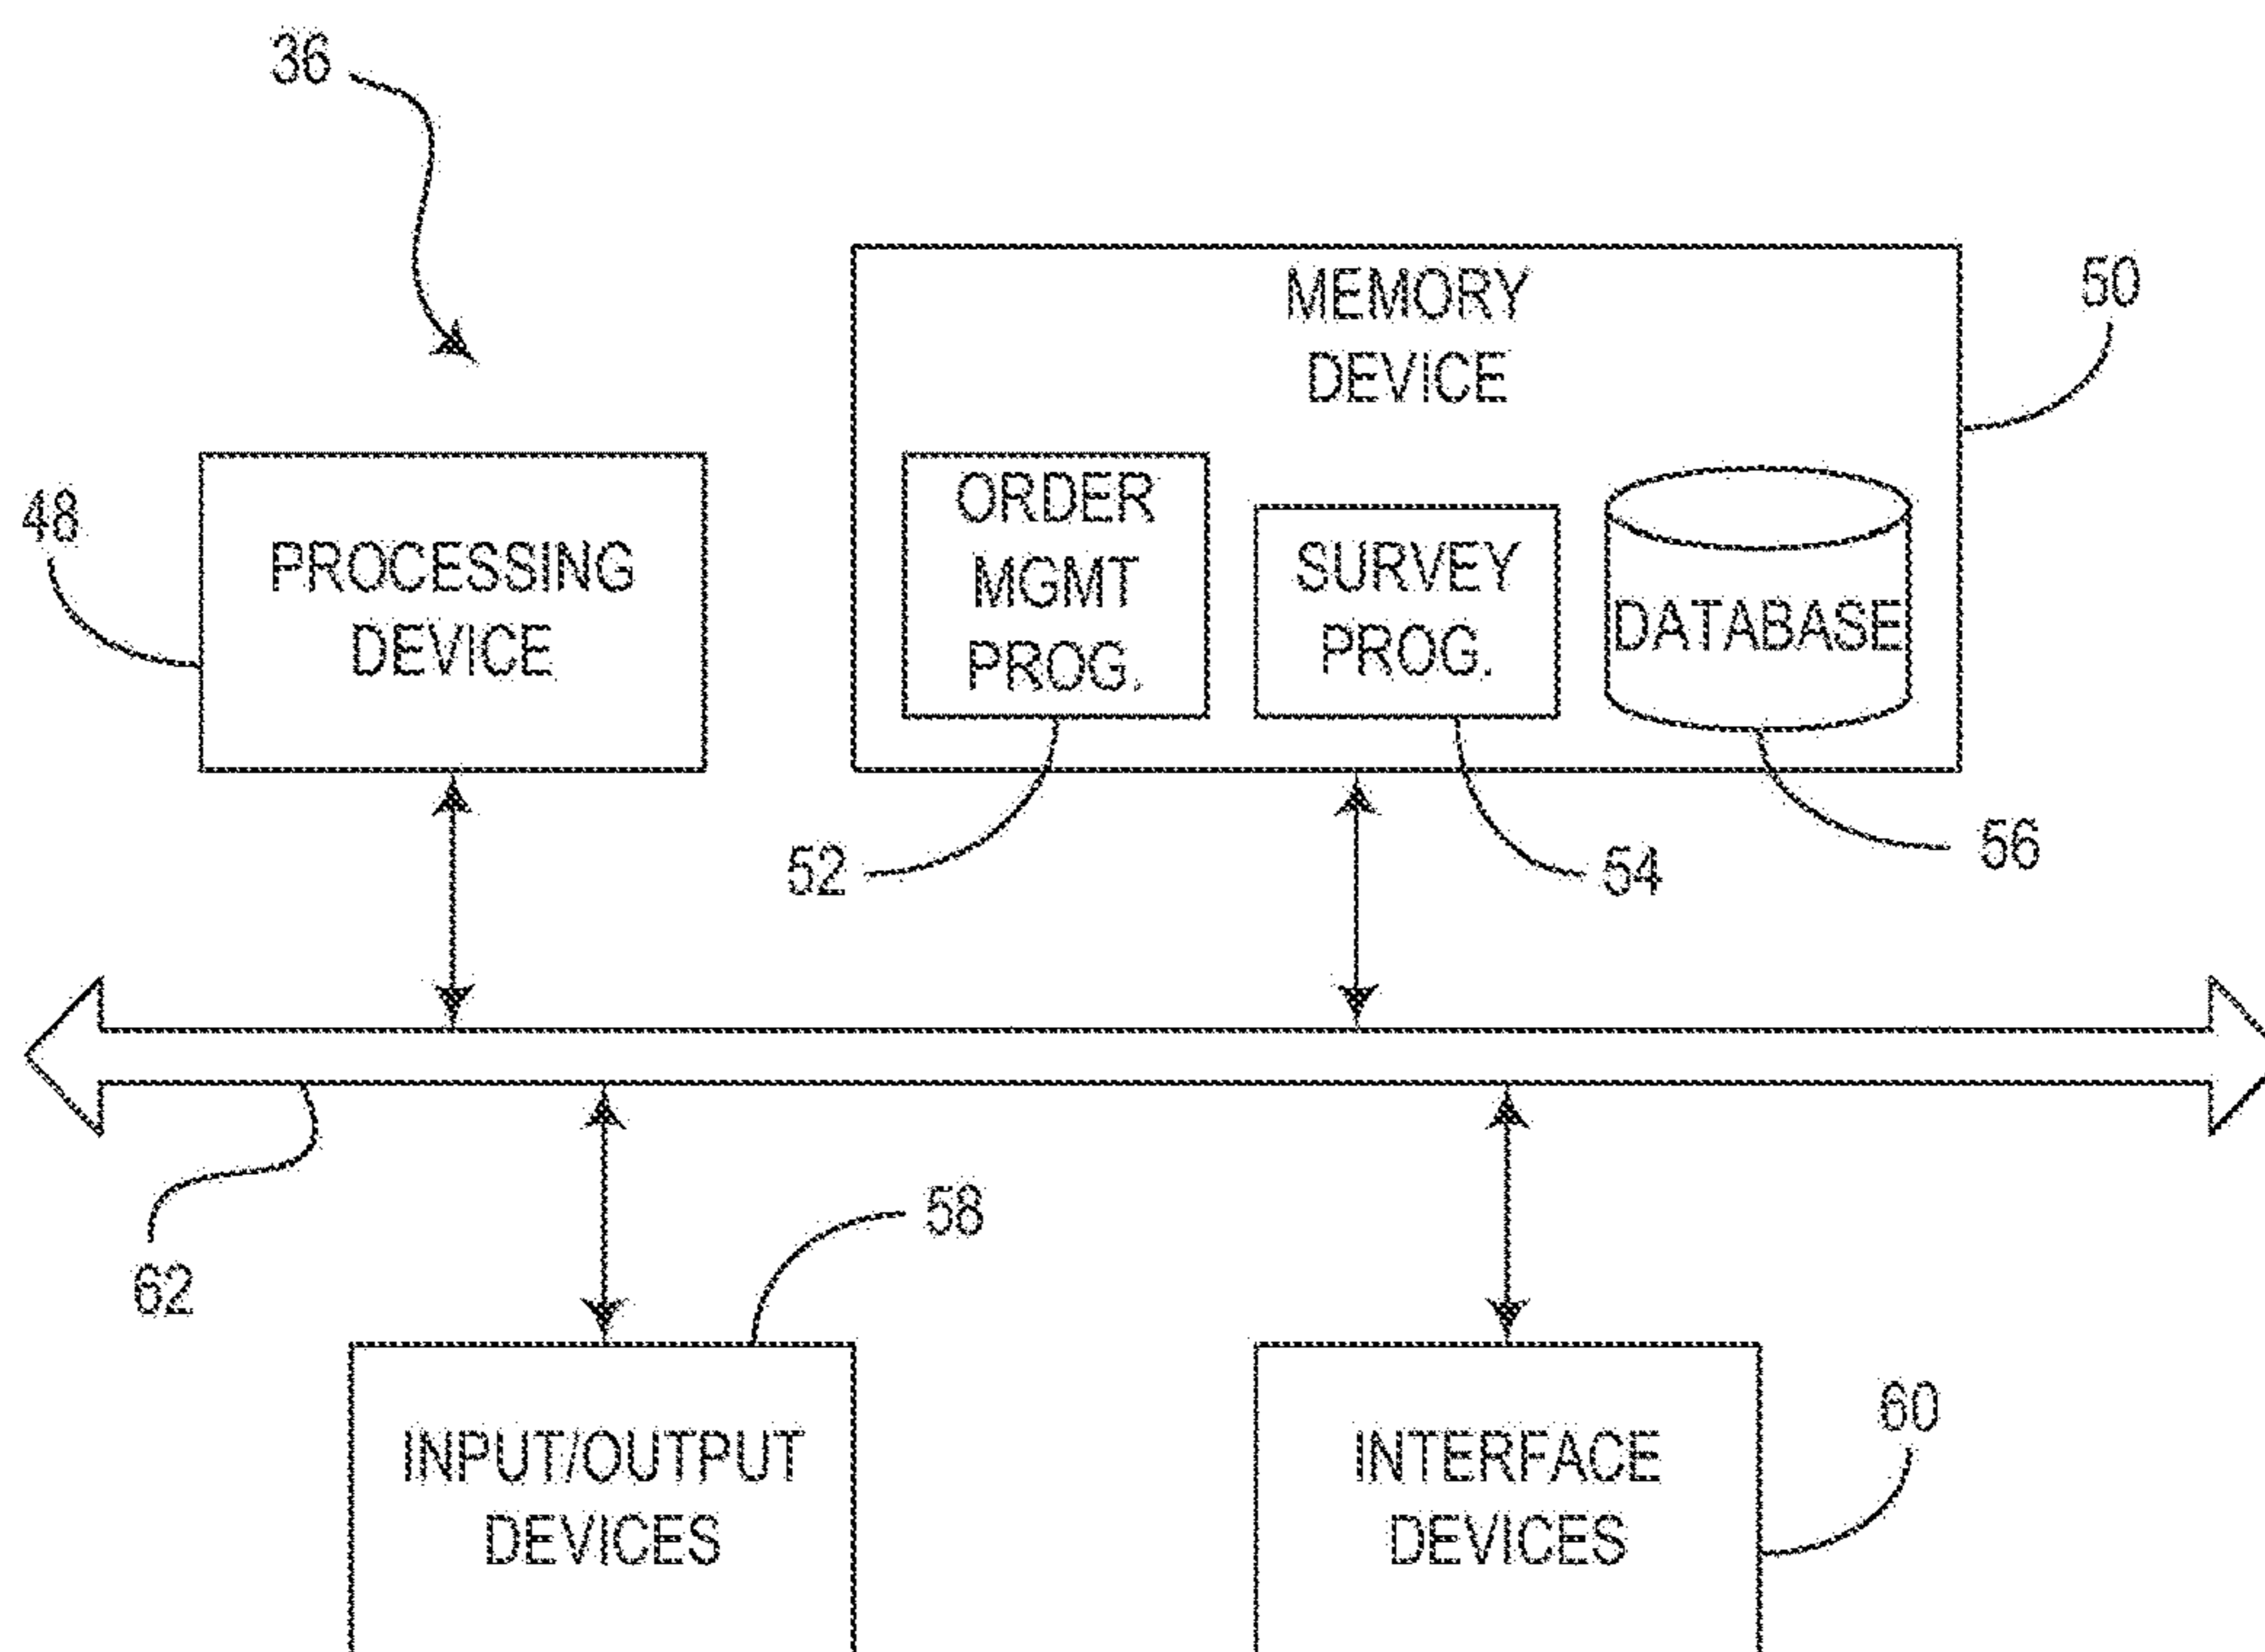 36
MEMORY
DEVICE
50
48
PROCESSING
DEVICE
ORDER
MGMT
PROG.
SURVEY
PROG.
DATABASE
52
54
56
62
58
INPUT/OUTPUT
DEVICES
INTERFACE
DEVICES
60